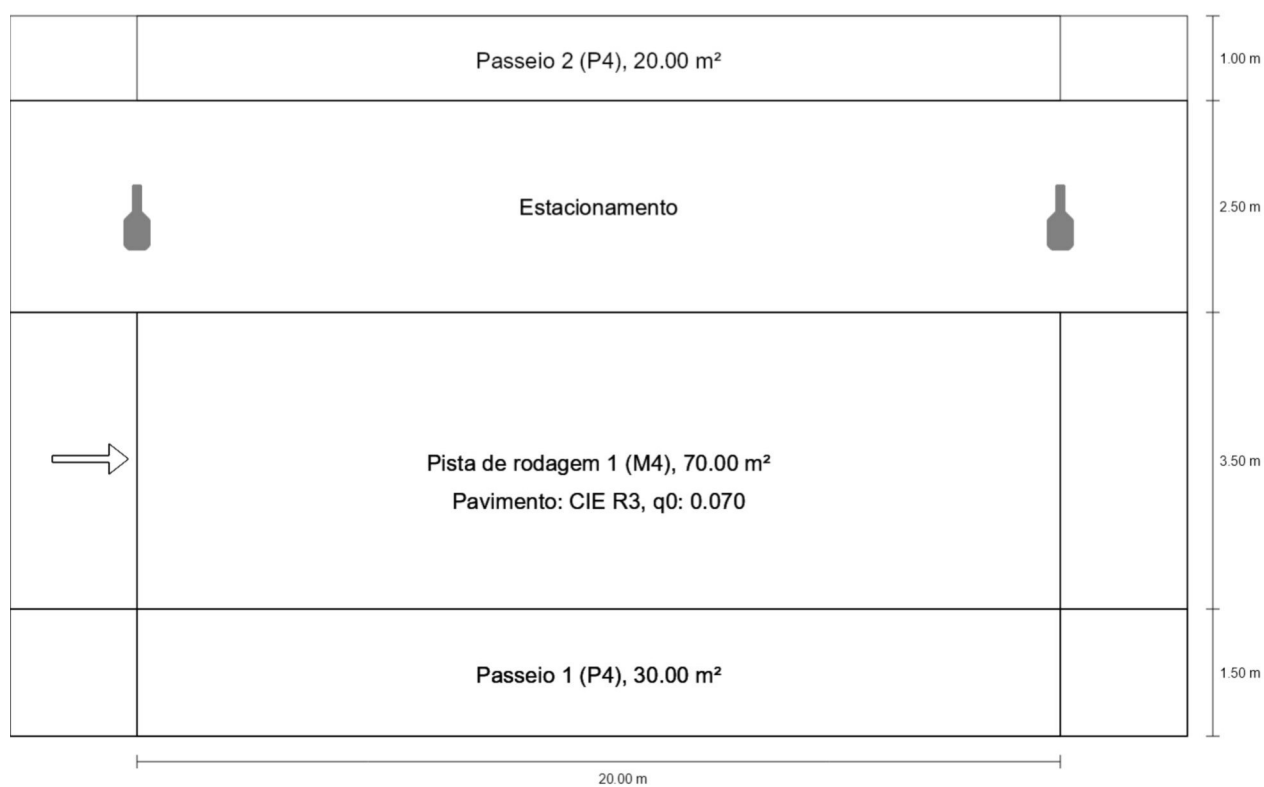 Passeio 2 (P4), 20.00 m²
1.00 m
Estacionamento
2.50 m
Pista de rodagem 1 (M4), 70.00 m²
Pavimento: CIE R3, q0: 0.070
3.50 m
Passeio 1 (P4), 30.00 m²
1.50 m
20.00 m